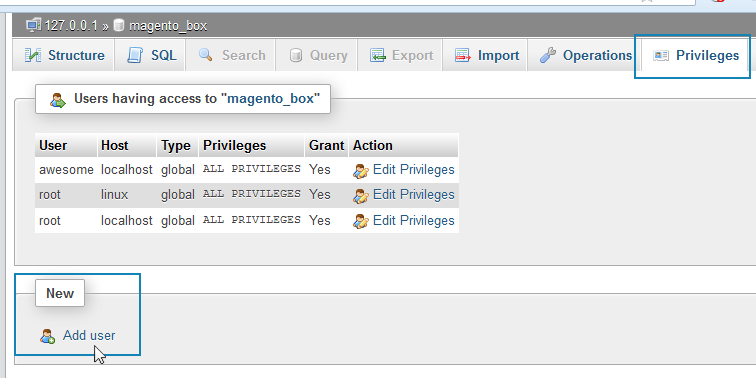 127.0.0.1 » magento_box
Structure SQL Search Query Export Import Operations Privileges
Users having access to "magento_box"
User Host Type Privileges Grant Action
awesome localhost global ALL PRIVILEGES Yes Edit Privileges
root linux global ALL PRIVILEGES Yes Edit Privileges
root localhost global ALL PRIVILEGES Yes Edit Privileges
New
Add user